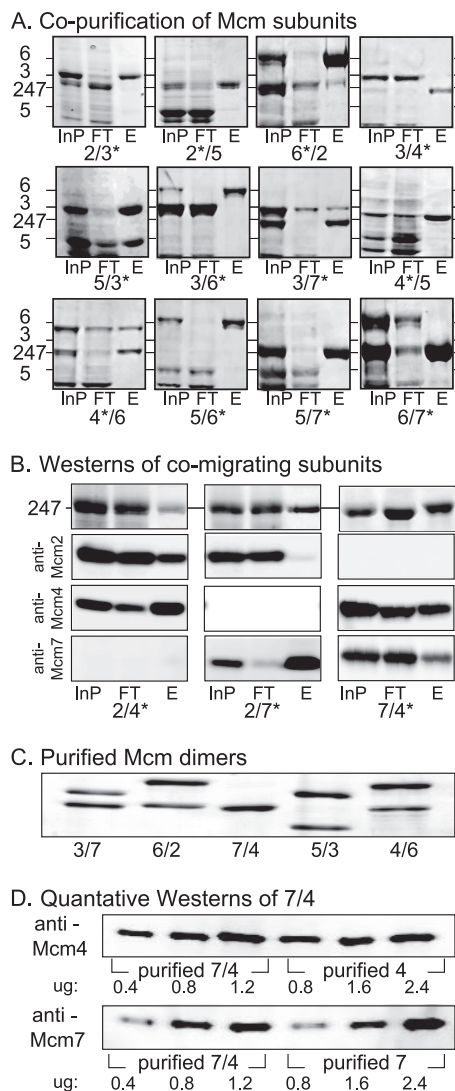 A. Co-purification of Mcm subunits
6
3
247
5
InP FT E InP FT E InP FT E InP FT E
2/3* 2*/5 6*/2 3/4*
6
3
247
5
InP FT E InP FT E InP FT E InP FT E
5/3* 3/6* 3/7* 4*/5
6
3
247
5
InP FT E InP FT E InP FT E InP FT E
4*/6 5/6* 5/7* 6/7*
B. Westerns of co-migrating subunits
247
anti-Mcm2
anti-Mcm4
anti-Mcm7
InP FT E InP FT E InP FT E
2/4* 2/7* 7/4*
C. Purified Mcm dimers
3/7 6/2 7/4 5/3 4/6
D. Quantative Westerns of 7/4
anti -
Mcm4
purified 7/4 purified 4
ug: 0.4 0.8 1.2 0.8 1.6 2.4
anti -
Mcm7
purified 7/4 purified 7
ug: 0.4 0.8 1.2 0.8 1.6 2.4